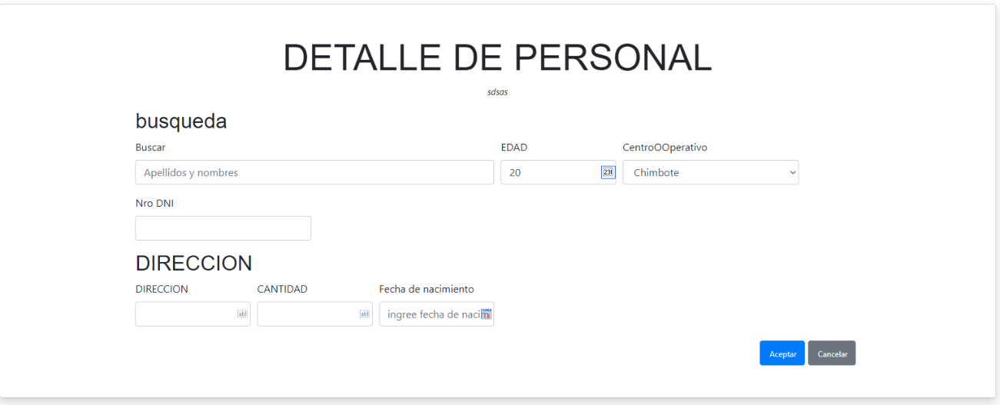 DETALLE DE PERSONAL
sdsas
busqueda
Buscar EDAD CentroOOperativo
Apellidos y nombres 20 Chimbote
Nro DNI
DIRECCION
DIRECCION CANTIDAD Fecha de nacimiento
ingree fecha de nacim
Aceptar Cancelar